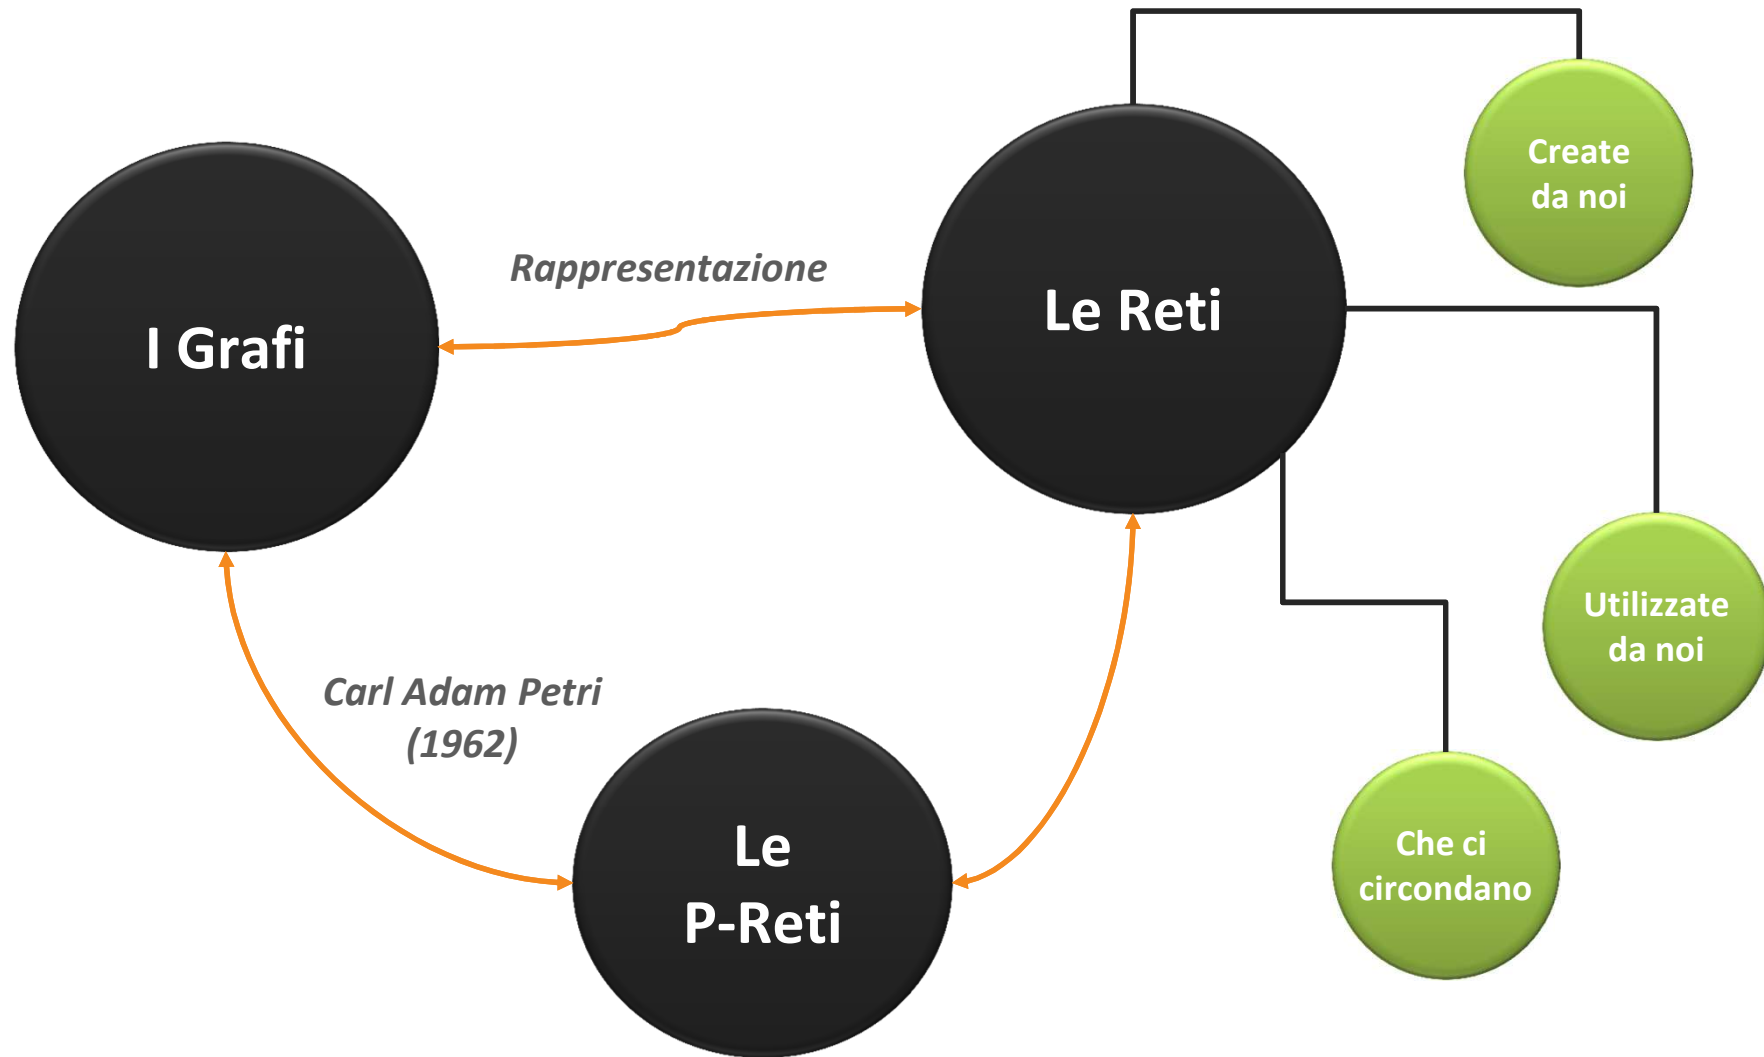 Create
da noi
Rappresentazione
Le Reti
I Grafi
Utilizzate
da noi
Carl Adam Petri
(1962)
Le
P-Reti
Che ci
circondano